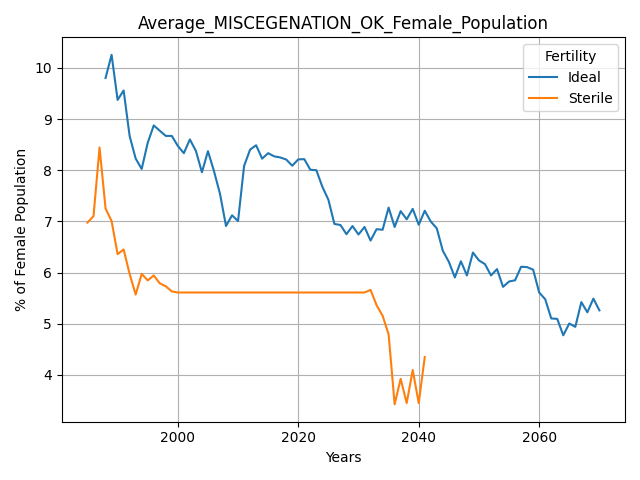 Average_MISCEGENATION_OK_Female_Population
Fertility
Ideal
Sterile
% of Female Population
10
9
8
7
6
5
4
2000
2020
2040
2060
Years